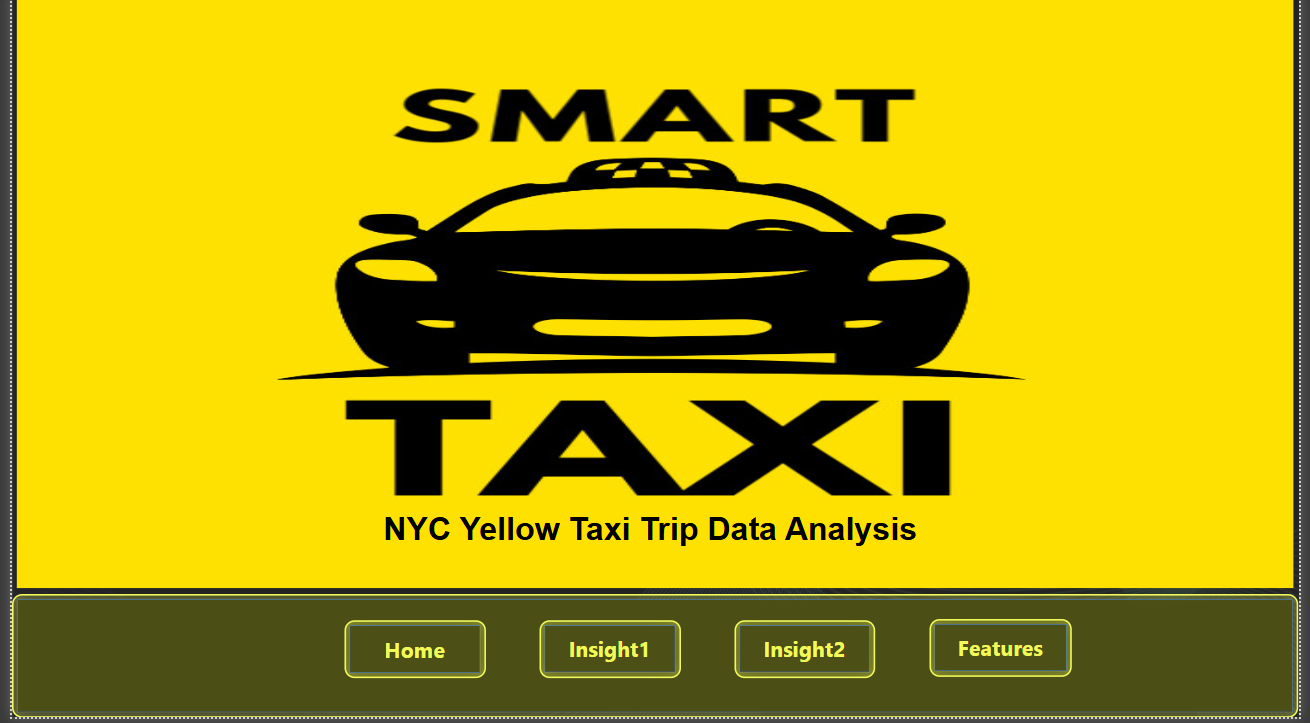 SMART
TAXI
NYC Yellow Taxi Trip Data Analysis
Home
Insight1
Insight2
Features